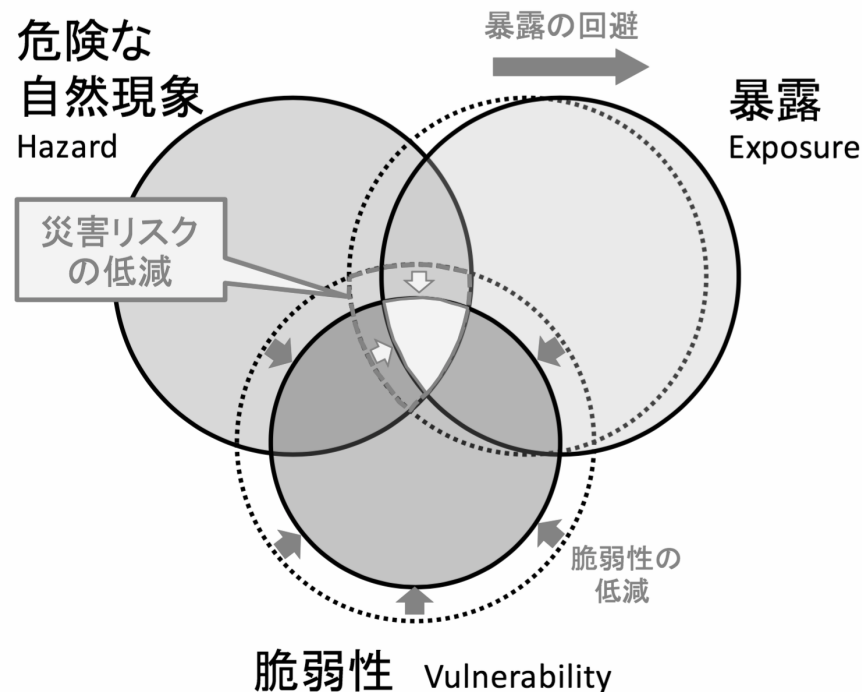 危険な
自然現象
Hazard
暴露の回避
暴露
Exposure
災害リスク
の低減
脆弱性の
低減
脆弱性 Vulnerability